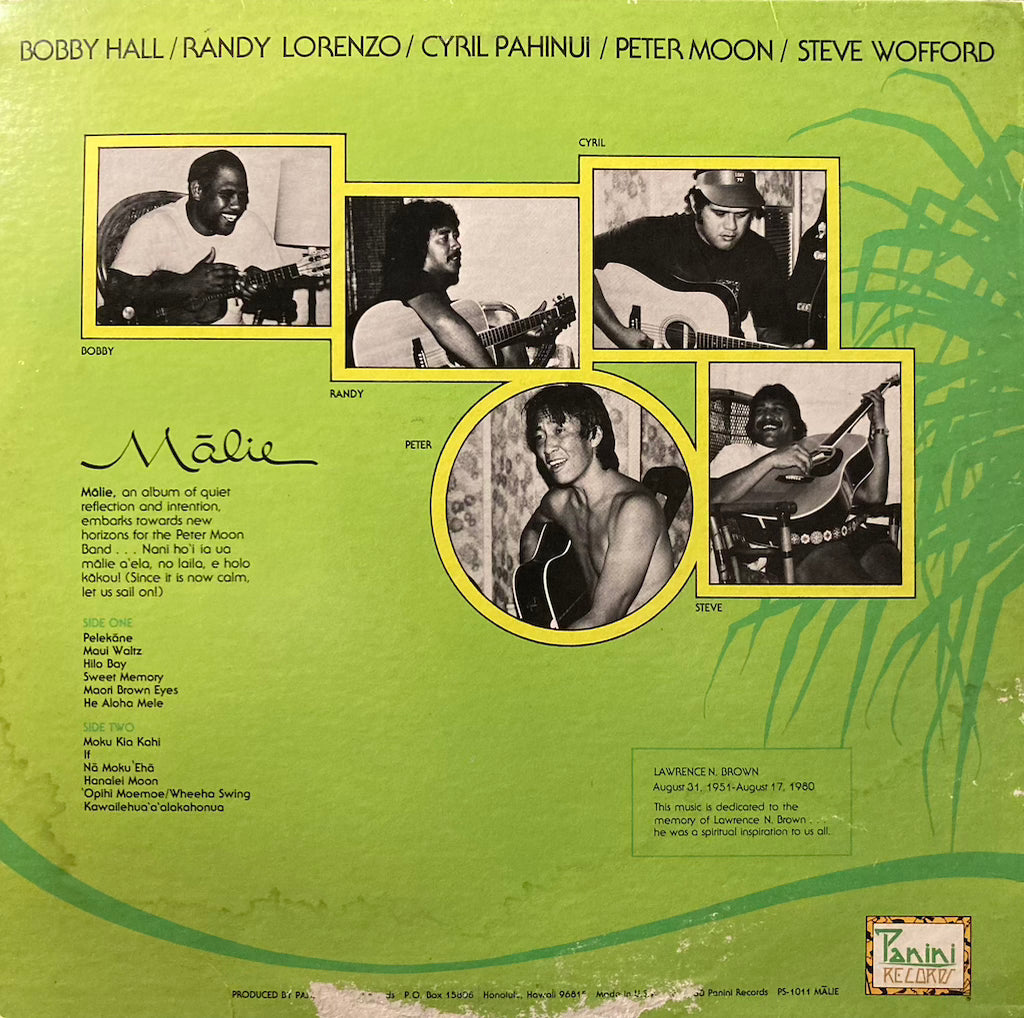 BOBBY HALL / RANDY LORENZO / CYRIL PAHINUI / PETER MOON / STEVE WOFFORD
CYRIL
BOBBY
RANDY
PETER
STEVE
Mālie
Mālie, an album of quiet
reflection and intention,
embarks towards new
horizons for the Peter Moon
Band . . . Nani ho'i ia ua
mālie a'ela, no laila, e holo
kākou! (Since it is now calm,
let us sail on!)
SIDE ONE
Pelekāne
Maui Waltz
Hilo Bay
Sweet Memory
Maori Brown Eyes
He Aloha Mele
SIDE TWO
Moku Kia Kahi
If
Nā Moku 'Ehā
Hanalei Moon
'Opihi Moemoe/Wheeha Swing
Kawailehua'a'alakahonua
LAWRENCE N. BROWN
August 31, 1951-August 17, 1980
This music is dedicated to the
memory of Lawrence N. Brown . . .
he was a spiritual inspiration to us all.
Panini
RECORDS
PRODUCED BY P.O. Box 15808 Honolulu, Hawaii Made in Panini Records PS-1011 MĀLIE